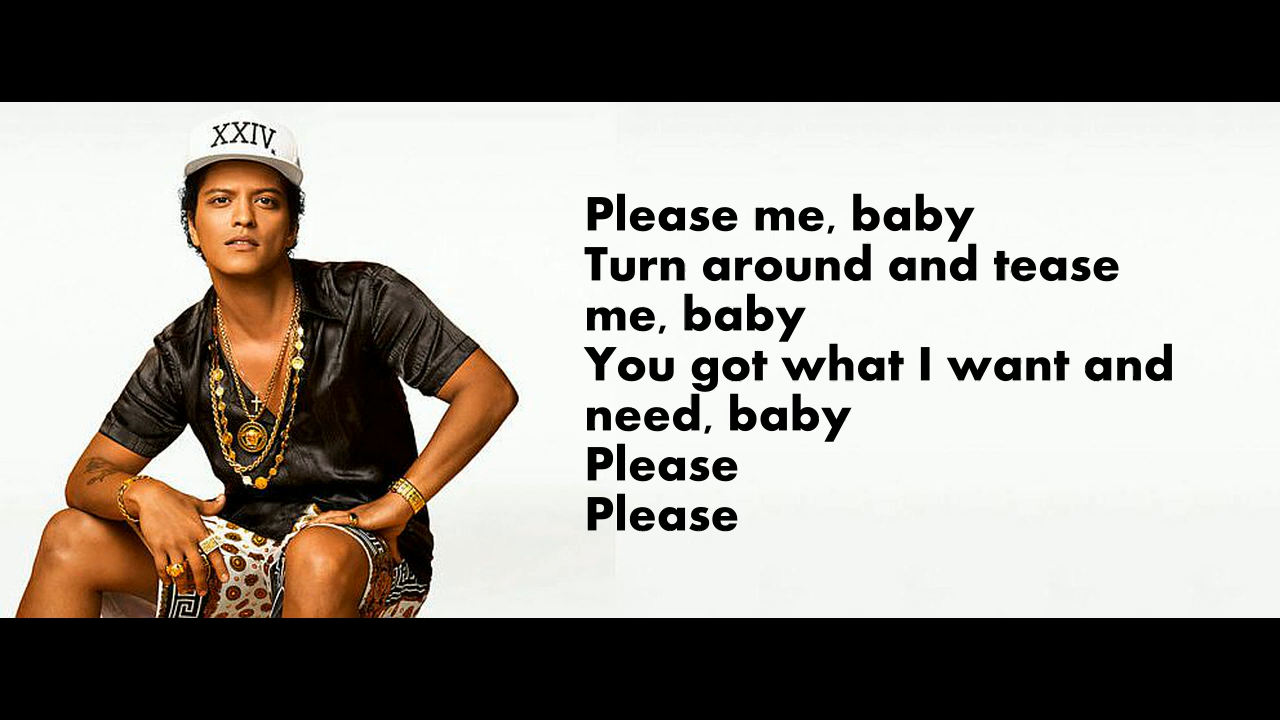 XXIV
Please me, baby
Turn around and tease
me, baby
You got what I want and
need, baby
Please
Please